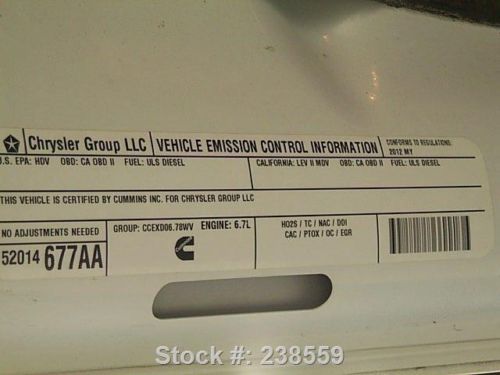 Chrysler Group LLC VEHICLE EMISSION CONTROL INFORMATION CONFORMS TO REGULATIONS:
2012 MY
U.S. EPA: HDV OBD: CA OBD II FUEL: ULS DIESEL CALIFORNIA: LEV II MDV OBD: CA OBD II FUEL: ULS DIESEL
THIS VEHICLE IS CERTIFIED BY CUMMINS INC. FOR CHRYSLER GROUP LLC
NO ADJUSTMENTS NEEDED GROUP: CCEXD06.78WV ENGINE: 6.7L HO2S / TC / NAC / DDI
CAC / PTOX / OC / EGR
52014 677AA
Stock #: 238559